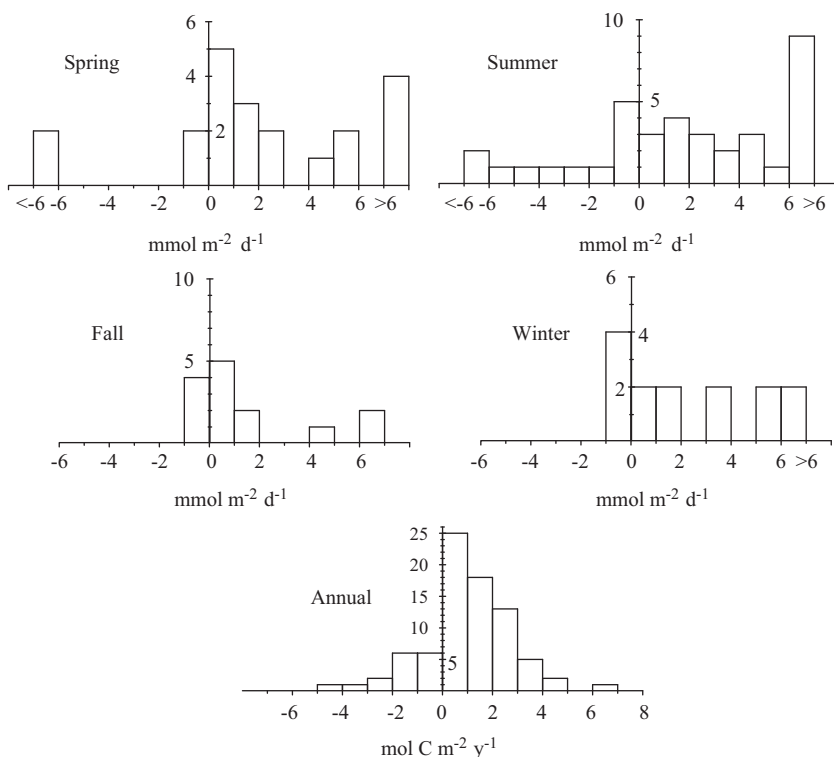 6
Spring
4
2
<-6 -6 -4 -2 0 2 4 6 >6
mmol m-2 d-1
10
Summer
5
<-6 -6 -4 -2 0 2 4 6 >6
mmol m-2 d-1
10
Fall
5
-6 -4 -2 0 2 4 6
mmol m-2 d-1
6
Winter
4
2
-6 -4 -2 0 2 4 6 >6
mmol m-2 d-1
25
20
15
Annual
10
5
-6 -4 -2 0 2 4 6 8
mol C m-2 y-1